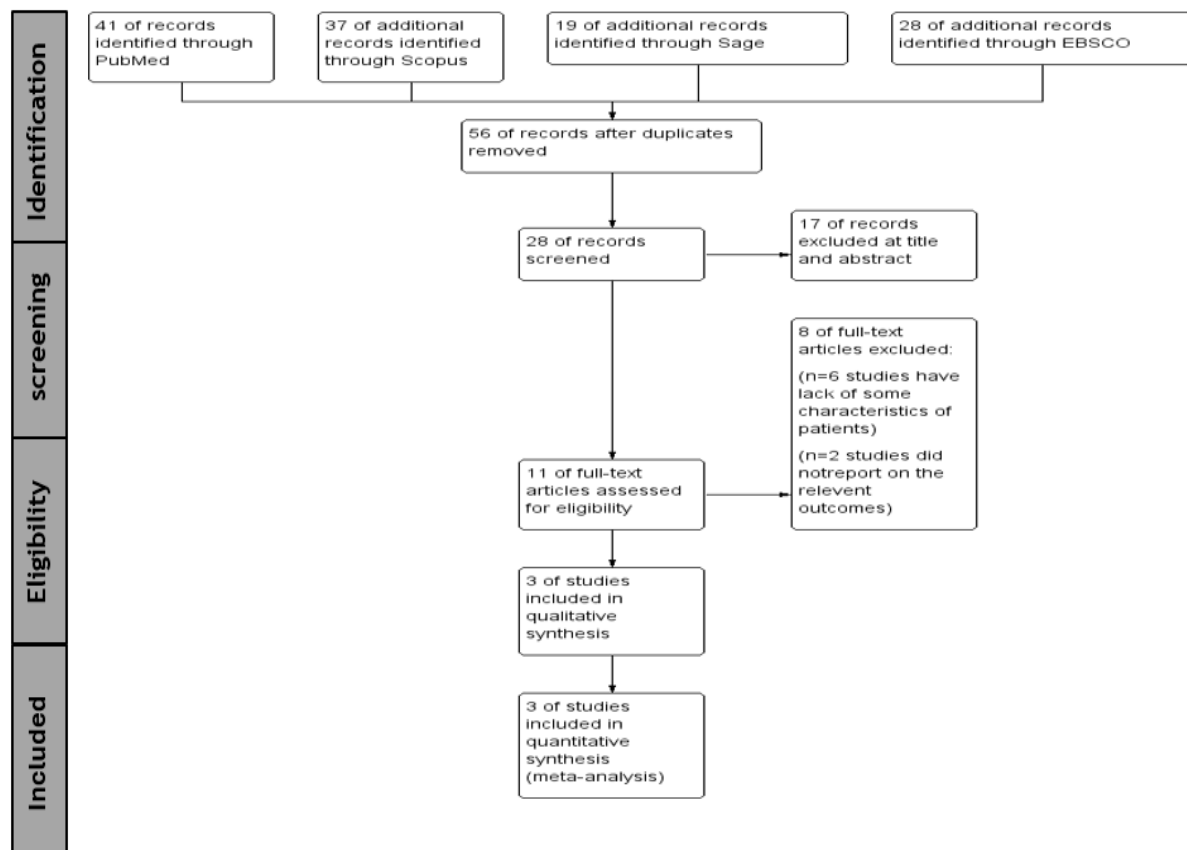 41 of records
identified through
PubMed
37 of additional
records identified
through Scopus
19 of additional records
identified through Sage
28 of additional records
identified through EBSCO
Identification
56 of records after duplicates
removed
28 of records
screened
17 of records
excluded at title
and abstract
screening
8 of full-text
articles excluded:
(n=6 studies have
lack of some
characteristics of
patients)
(n=2 studies did
notreport on the
relevent
outcomes)
11 of full-text
articles assessed
for eligibility
Eligibility
3 of studies
included in
qualitative
synthesis
3 of studies
included in
quantitative
synthesis
(meta-analysis)
Included